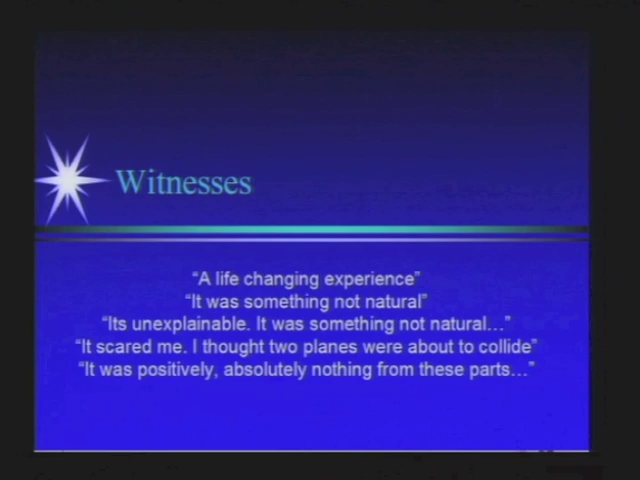 Witnesses
“A life changing experience”
“It was something not natural”
“Its unexplainable. It was something not natural…”
“It scared me. I thought two planes were about to collide”
“It was positively, absolutely nothing from these parts…”